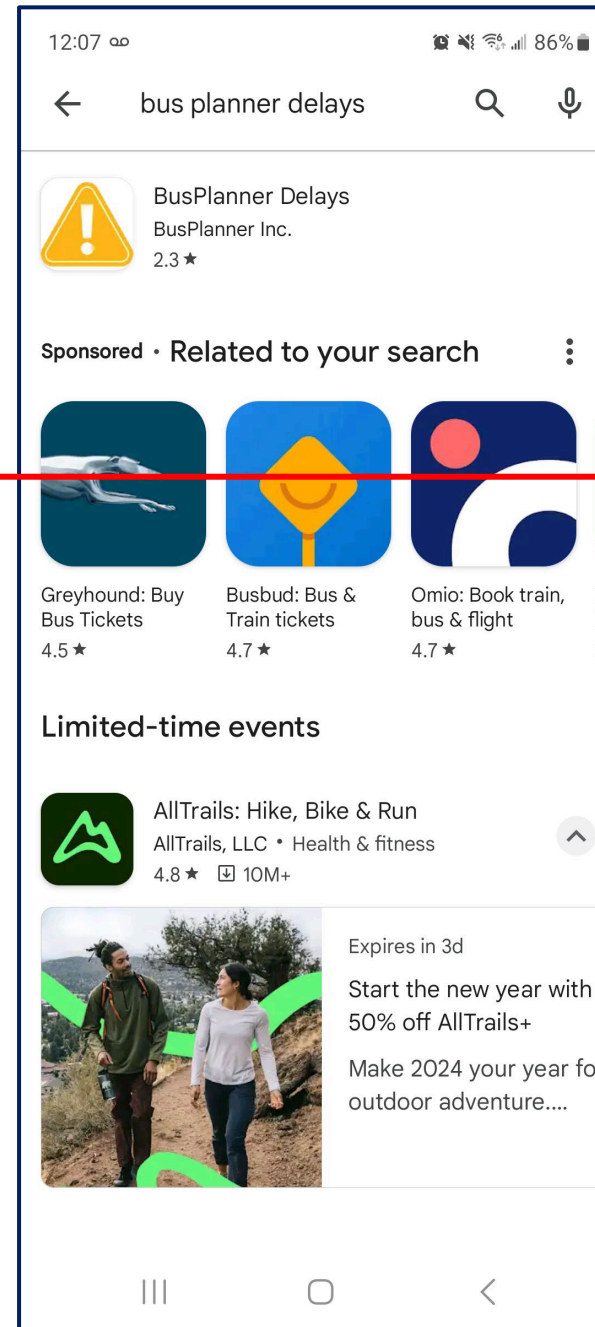 12:07
86%
bus planner delays
BusPlanner Delays
BusPlanner Inc.
2.3 ★
Sponsored • Related to your search
Greyhound: Buy
Bus Tickets
4.5 ★
Busbud: Bus &
Train tickets
4.7 ★
Omio: Book train,
bus & flight
4.7 ★
Limited-time events
AllTrails: Hike, Bike & Run
AllTrails, LLC • Health & fitness
4.8 ★ 10M+
Expires in 3d
Start the new year with
50% off AllTrails+
Make 2024 your year fo
outdoor adventure....